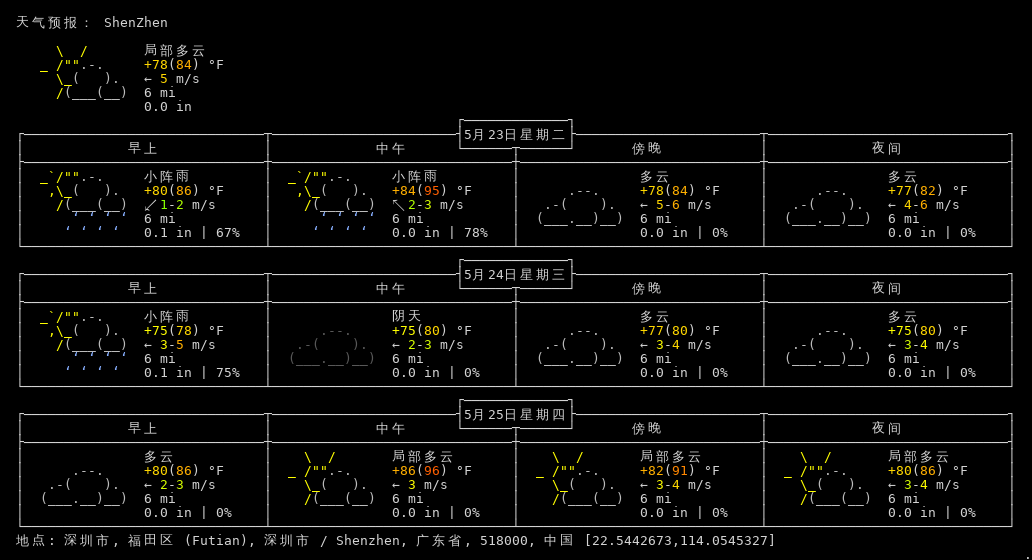 天气预报： ShenZhen
局部多云
+78(84) °F
← 5 m/s
6 mi
0.0 in
5月23日星期二
早上 中午 傍晚 夜间
小阵雨 小阵雨 多云 多云
+80(86) °F +84(95) °F +78(84) °F +77(82) °F
↙ 1-2 m/s ↖ 2-3 m/s ← 5-6 m/s ← 4-6 m/s
6 mi 6 mi 6 mi 6 mi
0.1 in | 67% 0.0 in | 78% 0.0 in | 0% 0.0 in | 0%
5月24日星期三
早上 中午 傍晚 夜间
小阵雨 阴天 多云 多云
+75(78) °F +75(80) °F +77(80) °F +75(80) °F
← 3-5 m/s ← 2-3 m/s ← 3-4 m/s ← 3-4 m/s
6 mi 6 mi 6 mi 6 mi
0.1 in | 75% 0.0 in | 0% 0.0 in | 0% 0.0 in | 0%
5月25日星期四
早上 中午 傍晚 夜间
多云 局部多云 局部多云 局部多云
+80(86) °F +86(96) °F +82(91) °F +80(86) °F
← 2-3 m/s ← 3 m/s ← 3-4 m/s ← 3-4 m/s
6 mi 6 mi 6 mi 6 mi
0.0 in | 0% 0.0 in | 0% 0.0 in | 0% 0.0 in | 0%
地点: 深圳市, 福田区 (Futian), 深圳市 / Shenzhen, 广东省, 518000, 中国 [22.5442673,114.0545327]